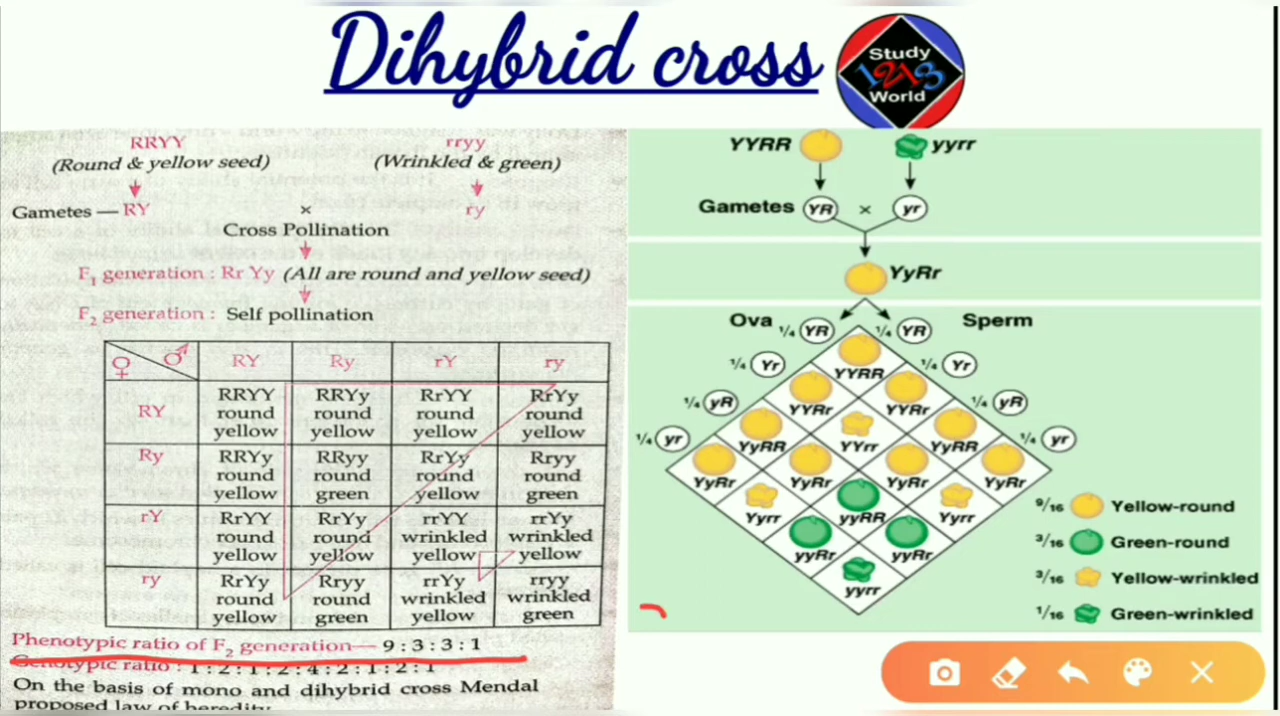 Dihybrid cross
Study
1213
World
RRYY rryy
(Round & yellow seed) (Wrinkled & green)
Gametes — RY × ry
Cross Pollination
F₁ generation : Rr Yy (All are round and yellow seed)
F₂ generation : Self pollination
♀ ♂ RY Ry rY ry
RY RRYY RRYy RrYY RrYy
round round round round
yellow yellow yellow yellow
Ry RRYy RRyy RrYy Rryy
round round round round
yellow green yellow green
rY RrYY RrYy rrYY rrYy
round round wrinkled wrinkled
yellow yellow yellow yellow
ry RrYy Rryy rrYy rryy
round round wrinkled wrinkled
yellow green yellow green
Phenotypic ratio of F₂ generation— 9 : 3 : 3 : 1
Genotypic ratio : 1 : 2 : 1 : 2 : 4 : 2 : 1 : 2 : 1
On the basis of mono and dihybrid cross Mendal
proposed law of heredity.
YYRR yyrr
Gametes YR × yr
YyRr
Ova Sperm
¼ YR ¼ YR
¼ Yr ¼ Yr
¼ yR ¼ yR
¼ yr ¼ yr
YYRR
YYRr YYRr
YyRR YYrr YyRR
YyRr YyRr YyRr YyRr
Yyrr yyRR Yyrr
yyRr yyRr
yyrr
9/16 Yellow-round
3/16 Green-round
3/16 Yellow-wrinkled
1/16 Green-wrinkled